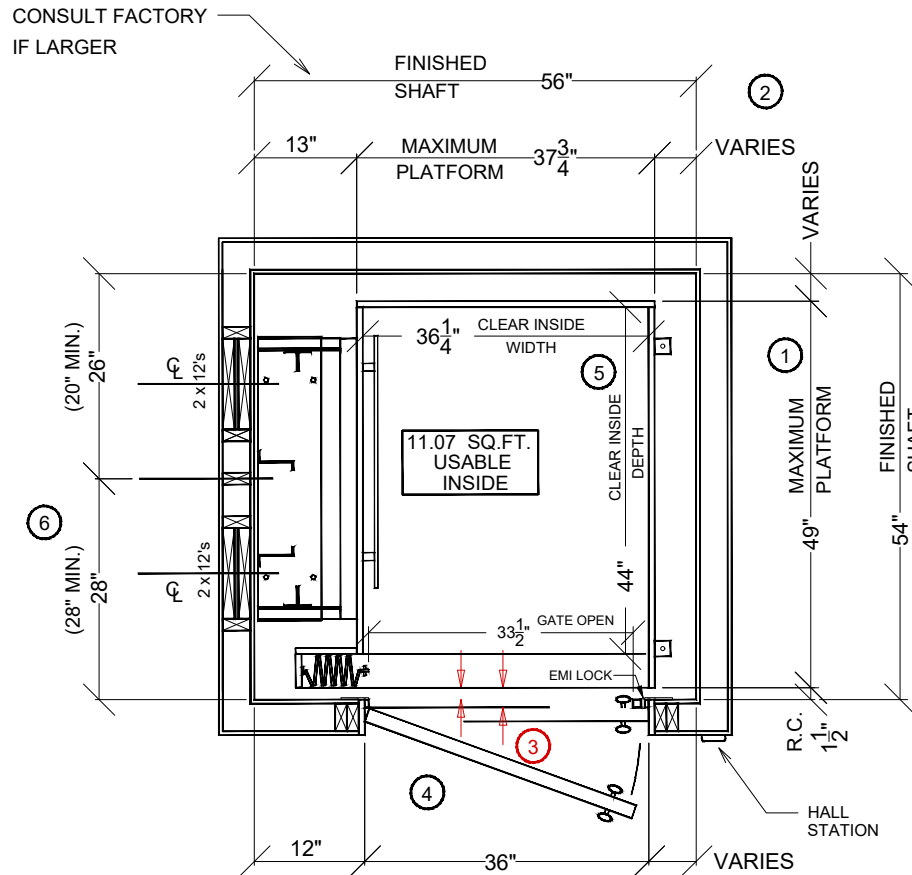 CONSULT FACTORY
IF LARGER
FINISHED
SHAFT 56"
2
13"
MAXIMUM
PLATFORM
37 3/4"
VARIES
VARIES
36 1/4"
CLEAR INSIDE
WIDTH
5
1
(20" MIN.)
26"
℄
2 x 12's
11.07 SQ.FT.
USABLE
INSIDE
CLEAR INSIDE
DEPTH
44"
MAXIMUM
PLATFORM
49"
FINISHED
54"
6
(28" MIN.)
28"
℄
2 x 12's
33 1/2"
GATE OPEN
EMI LOCK
R.C.
1"
1 1/2
3
4
HALL
STATION
12"
36"
VARIES